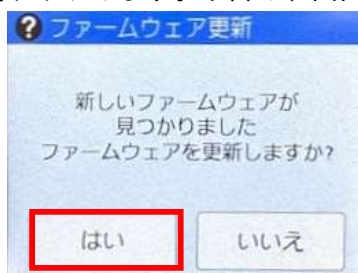 ファームウェア更新
新しいファームウェアが
見つかりました
ファームウェアを更新しますか?
はい
いいえ